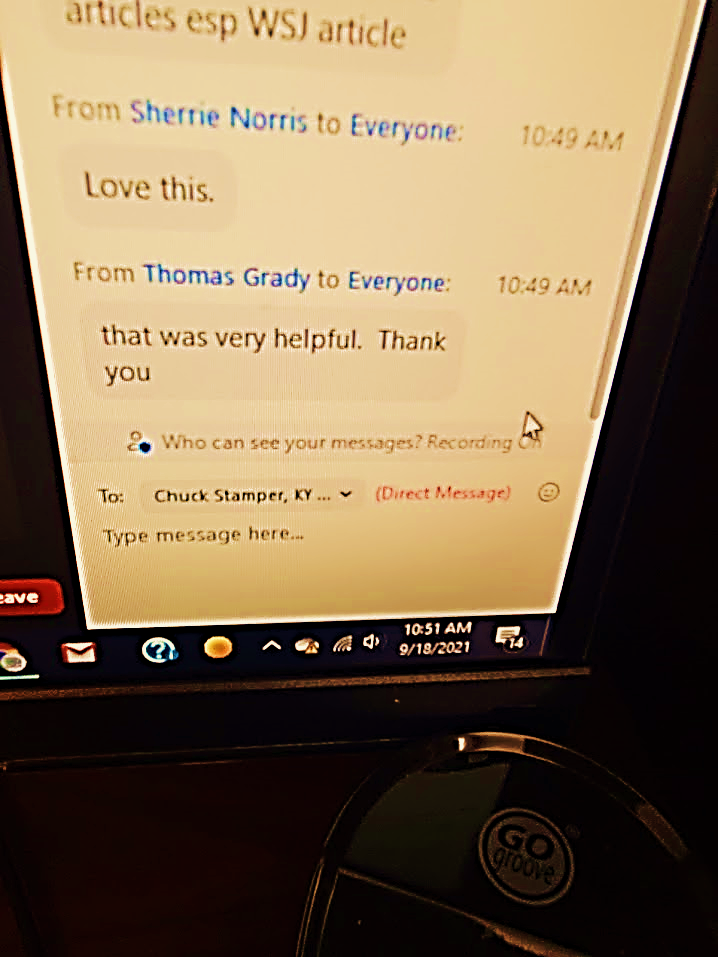 articles esp WSJ article
From Sherrie Norris to Everyone: 10:49 AM
Love this.
From Thomas Grady to Everyone: 10:49 AM
that was very helpful. Thank
you
Who can see your messages? Recording On
To: Chuck Stamper, KY ... (Direct Message)
Type message here...
eave
10:51 AM
9/18/2021
14
GO
groove